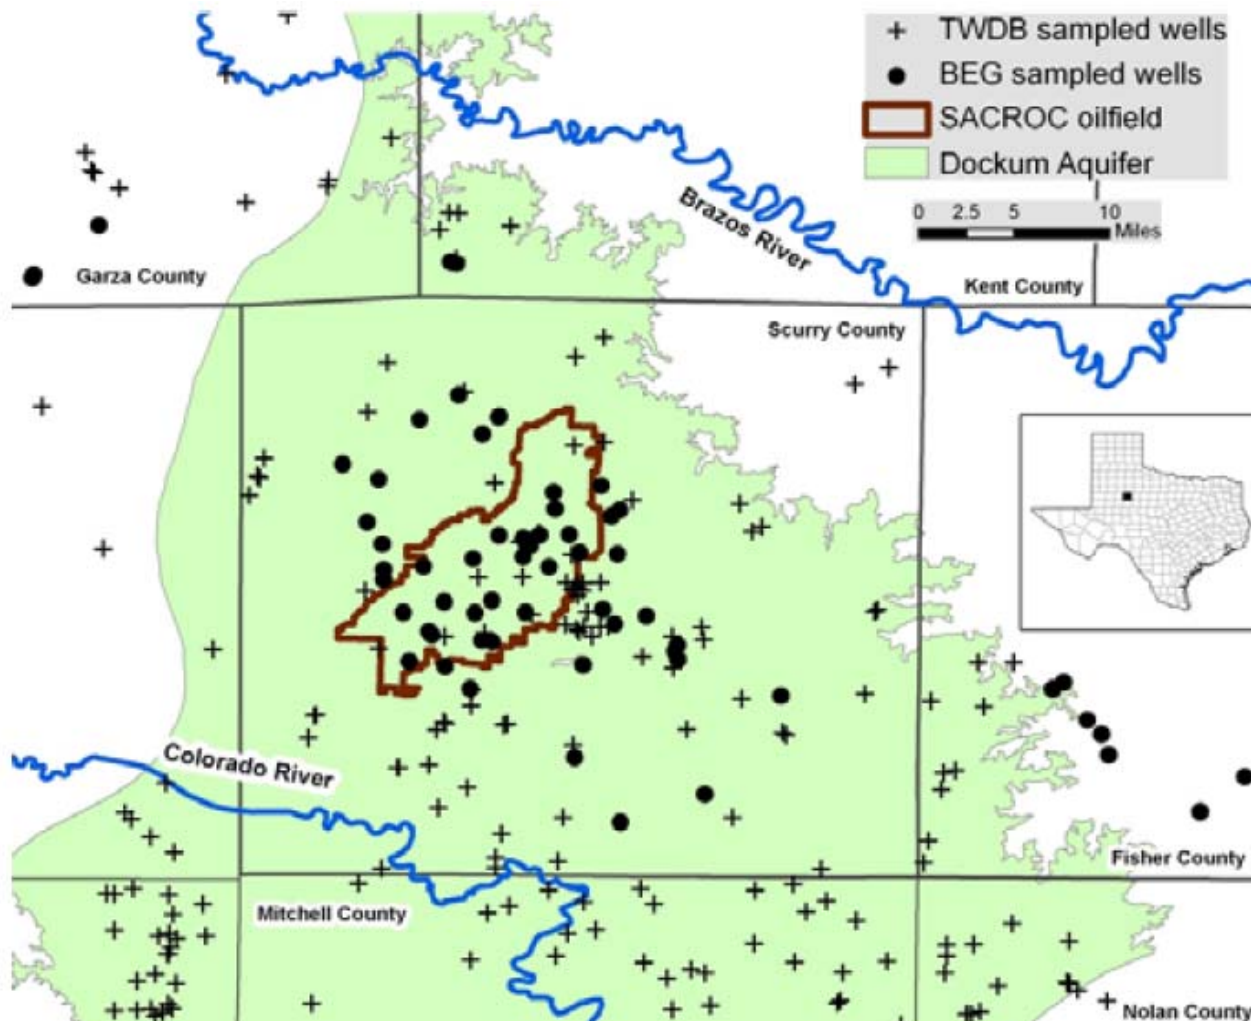 TWDB sampled wells
BEG sampled wells
SACROC oilfield
Dockum Aquifer
0 2.5 5 10
Miles
Brazos River
Garza County
Kent County
Scurry County
Colorado River
Fisher County
Mitchell County
Nolan County